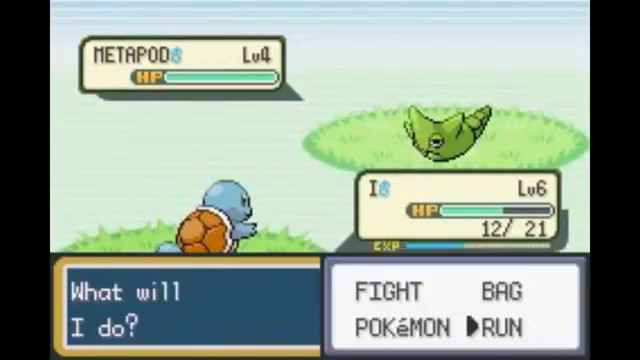 METAPOD♂ Lv4
HP
I♂ Lv6
HP
12/ 21
EXP
What will
I do?
FIGHT BAG
POKéMON ▶RUN